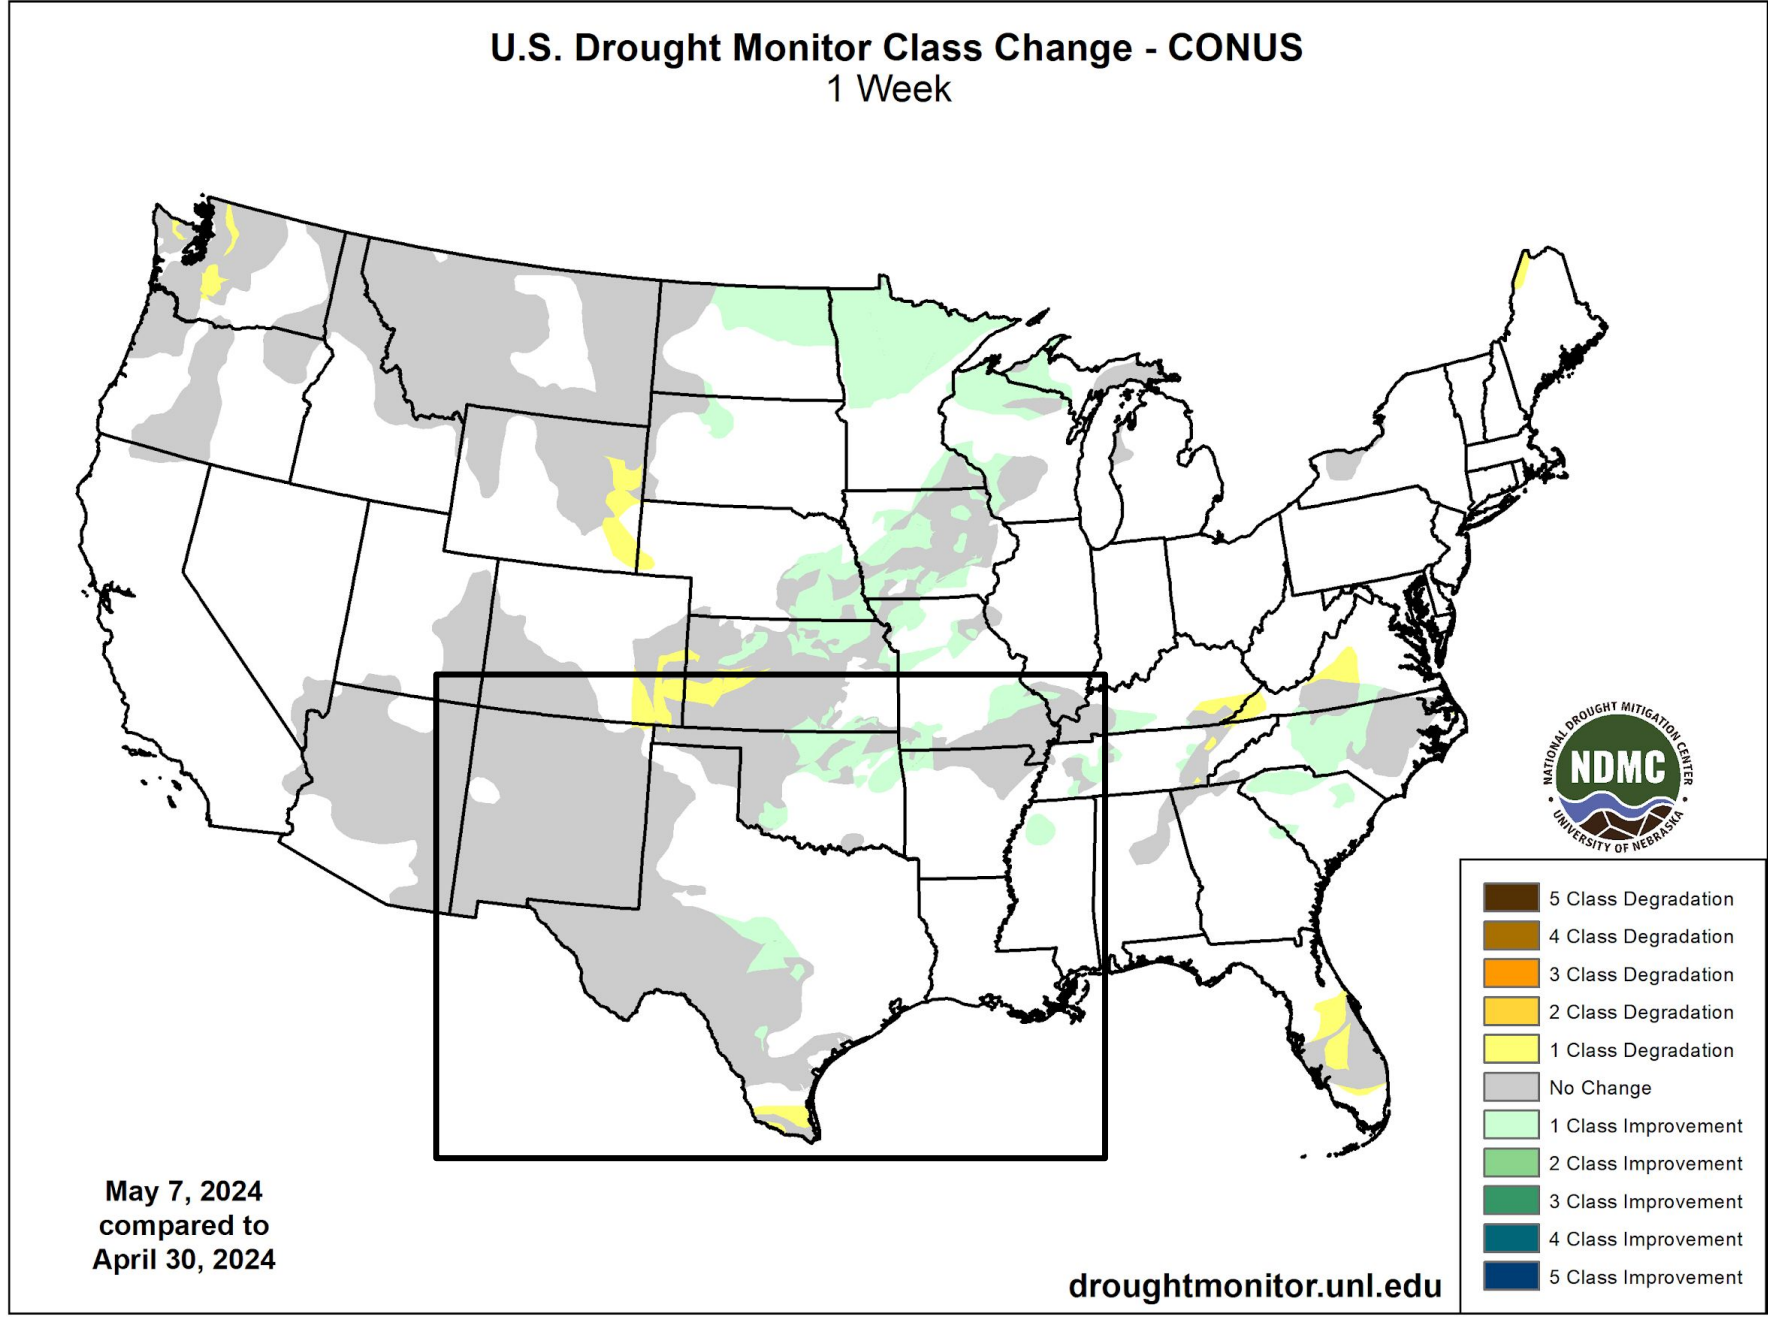 U.S. Drought Monitor Class Change - CONUS
1 Week
NATIONAL DROUGHT MITIGATION CENTER
NDMC
UNIVERSITY OF NEBRASKA
5 Class Degradation
4 Class Degradation
3 Class Degradation
2 Class Degradation
1 Class Degradation
No Change
1 Class Improvement
2 Class Improvement
3 Class Improvement
4 Class Improvement
5 Class Improvement
May 7, 2024
compared to
April 30, 2024
droughtmonitor.unl.edu